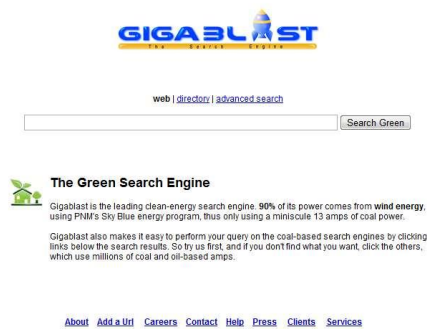 GIGABLAST
The Search Engine
web | directory | advanced search
Search Green
The Green Search Engine
Gigablast is the leading clean-energy search engine. 90% of its power comes from wind energy,
using PNM's Sky Blue energy program, thus only using a miniscule 13 amps of coal power.
Gigablast also makes it easy to perform your query on the coal-based search engines by clicking
links below the search results. So try us first, and if you don't find what you want, click the others,
which use millions of coal and oil-based amps.
About Add a Url Careers Contact Help Press Clients Services